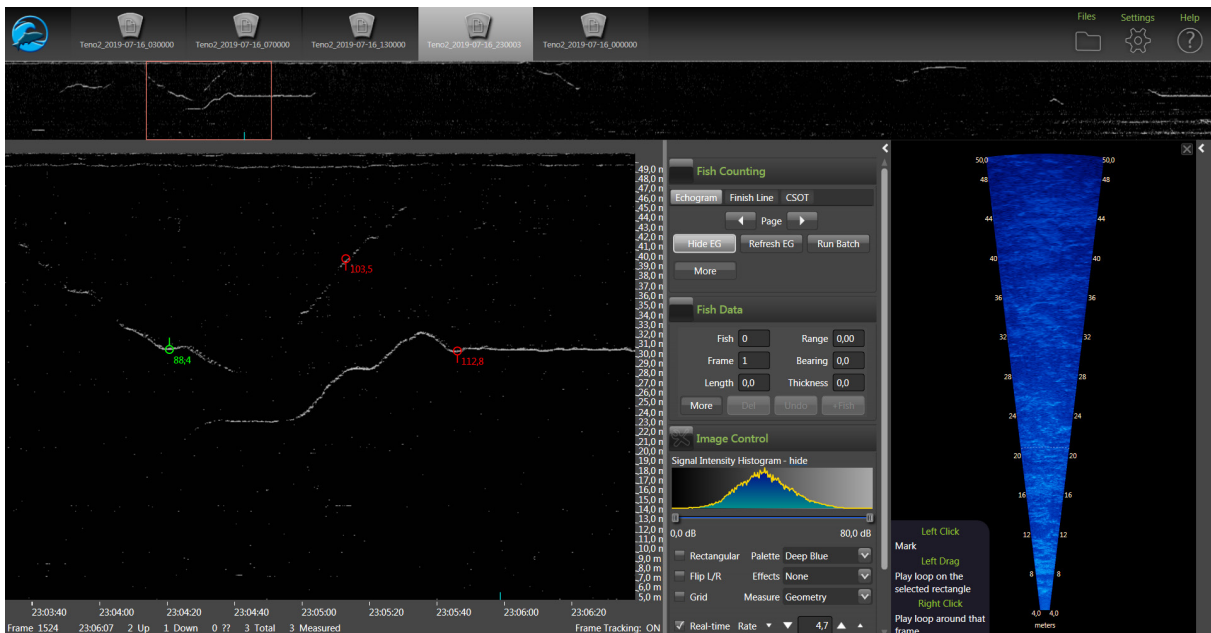 Files Settings Help
Teno2_2019-07-16_030000 Teno2_2019-07-16_070000 Teno2_2019-07-16_130000 Teno2_2019-07-16_230003 Teno2_2019-07-16_000000
49,0 m
48,0 m
47,0 m
46,0 m
45,0 m
44,0 m
43,0 m
42,0 m
41,0 m
40,0 m
39,0 m
38,0 m
37,0 m
36,0 m
35,0 m
34,0 m
33,0 m
32,0 m
31,0 m
30,0 m
29,0 m
28,0 m
27,0 m
26,0 m
25,0 m
24,0 m
23,0 m
22,0 m
21,0 m
20,0 m
19,0 m
18,0 m
17,0 m
16,0 m
15,0 m
14,0 m
13,0 m
12,0 m
11,0 m
10,0 m
9,0 m
8,0 m
7,0 m
6,0 m
5,0 m
103,5
88,4
112,8
23:03:40 23:04:00 23:04:20 23:04:40 23:05:00 23:05:20 23:05:40 23:06:00 23:06:20
Frame 1524 23:06:07 2 Up 1 Down 0 ?? 3 Total 3 Measured Frame Tracking: ON
Fish Counting
Echogram Finish Line CSOT
Page
Hide EG Refresh EG Run Batch
More
Fish Data
Fish 0 Range 0,00
Frame 1 Bearing 0,0
Length 0,0 Thickness 0,0
More Del Undo +Fish
Image Control
Signal Intensity Histogram - hide
0,0 dB 80,0 dB
Rectangular Palette Deep Blue
Flip L/R Effects None
Grid Measure Geometry
Real-time Rate 4,7
50,0 50,0
48 48
44 44
40 40
36 36
32 32
28 28
24 24
20 20
16 16
12 12
8 8
4,0 4,0
meters
Left Click
Mark
Left Drag
Play loop on the
selected rectangle
Right Click
Play loop around that
frame